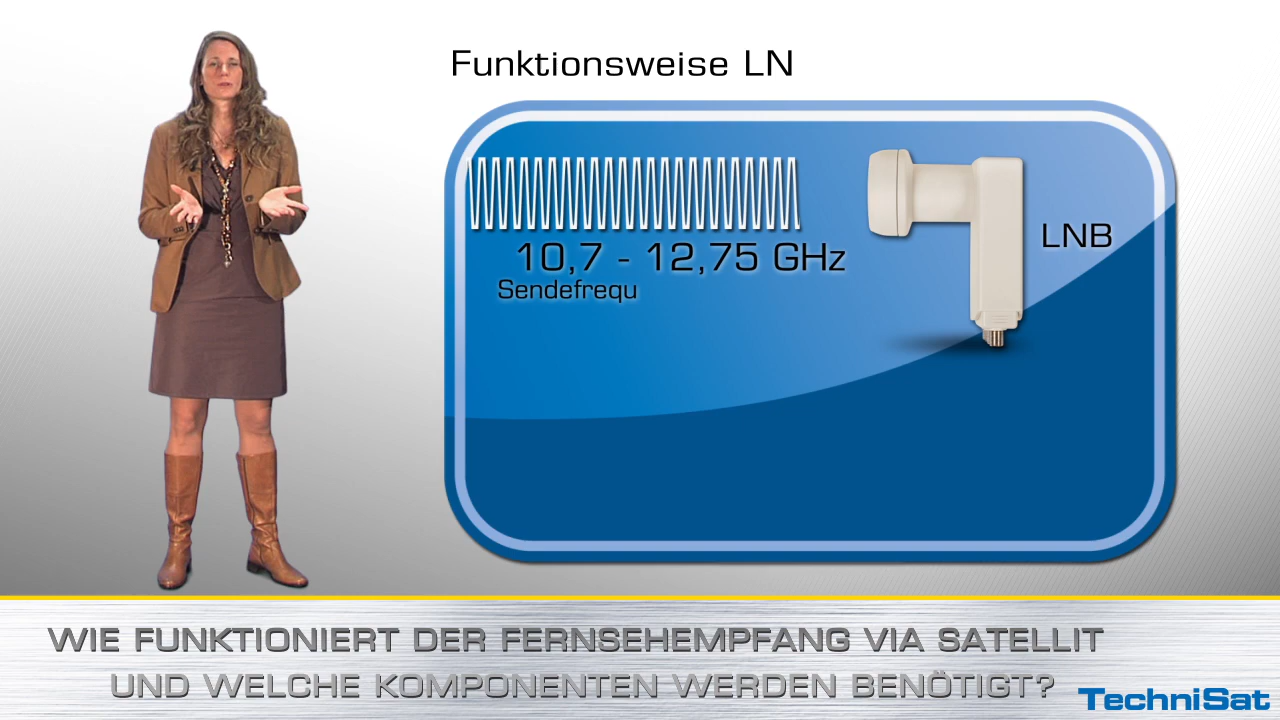 Funktionsweise LN
10,7 - 12,75 GHz
Sendefrequ
LNB
WIE FUNKTIONIERT DER FERNSEHEMPFANG VIA SATELLIT
UND WELCHE KOMPONENTEN WERDEN BENÖTIGT?
TechniSat